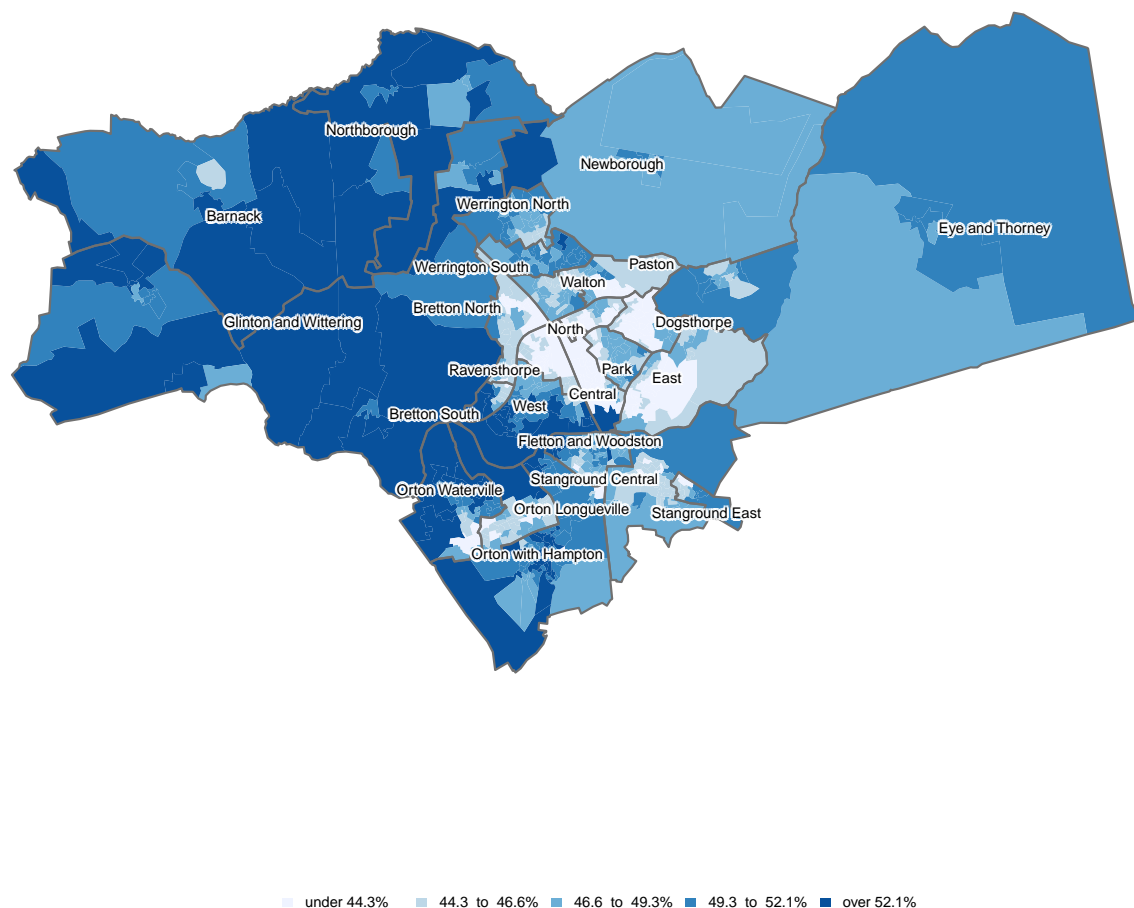 Northborough
Newborough
Werrington North
Barnack
Eye and Thorney
Werrington South
Paston
Walton
Bretton North
Glinton and Wittering
North
Dogsthorpe
Ravensthorpe
Park
East
Central
West
Bretton South
Fletton and Woodston
Stanground Central
Orton Waterville
Orton Longueville
Stanground East
Orton with Hampton
under 44.3%
44.3 to 46.6%
46.6 to 49.3%
49.3 to 52.1%
over 52.1%